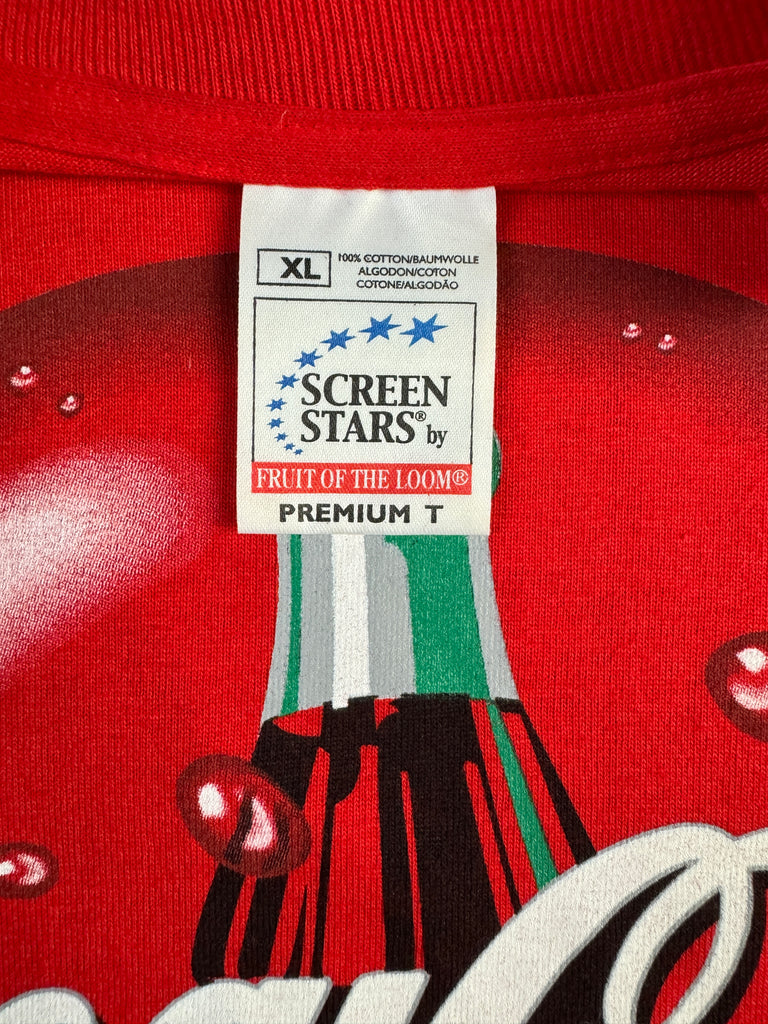 XL
100% COTTON/BAUMWOLLE
ALGODON/COTON
COTONE/ALGODÃO
SCREEN
STARS® by
FRUIT OF THE LOOM®
PREMIUM T